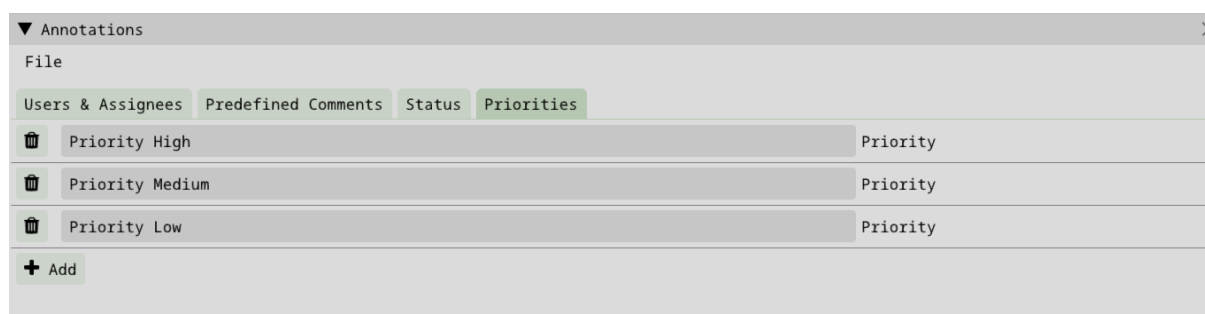 Annotations
File
Users & Assignees Predefined Comments Status Priorities
Priority High Priority
Priority Medium Priority
Priority Low Priority
Add